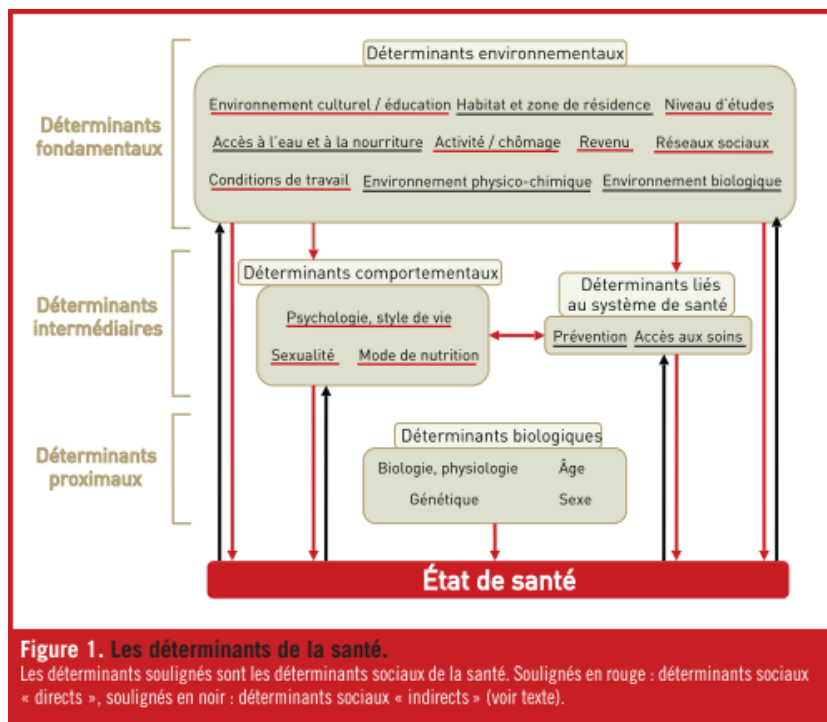 Déterminants environnementaux
Déterminants
fondamentaux
Environnement culturel / éducation Habitat et zone de résidence Niveau d'études
Accès à l'eau et à la nourriture Activité / chômage Revenu Réseaux sociaux
Conditions de travail Environnement physico-chimique Environnement biologique
Déterminants
intermédiaires
Déterminants comportementaux
Psychologie, style de vie
Sexualité Mode de nutrition
Déterminants liés
au système de santé
Prévention Accès aux soins
Déterminants
proximaux
Déterminants biologiques
Biologie, physiologie Âge
Génétique Sexe
État de santé
Figure 1. Les déterminants de la santé.
Les déterminants soulignés sont les déterminants sociaux de la santé. Soulignés en rouge : déterminants sociaux
« directs », soulignés en noir : déterminants sociaux « indirects » (voir texte).